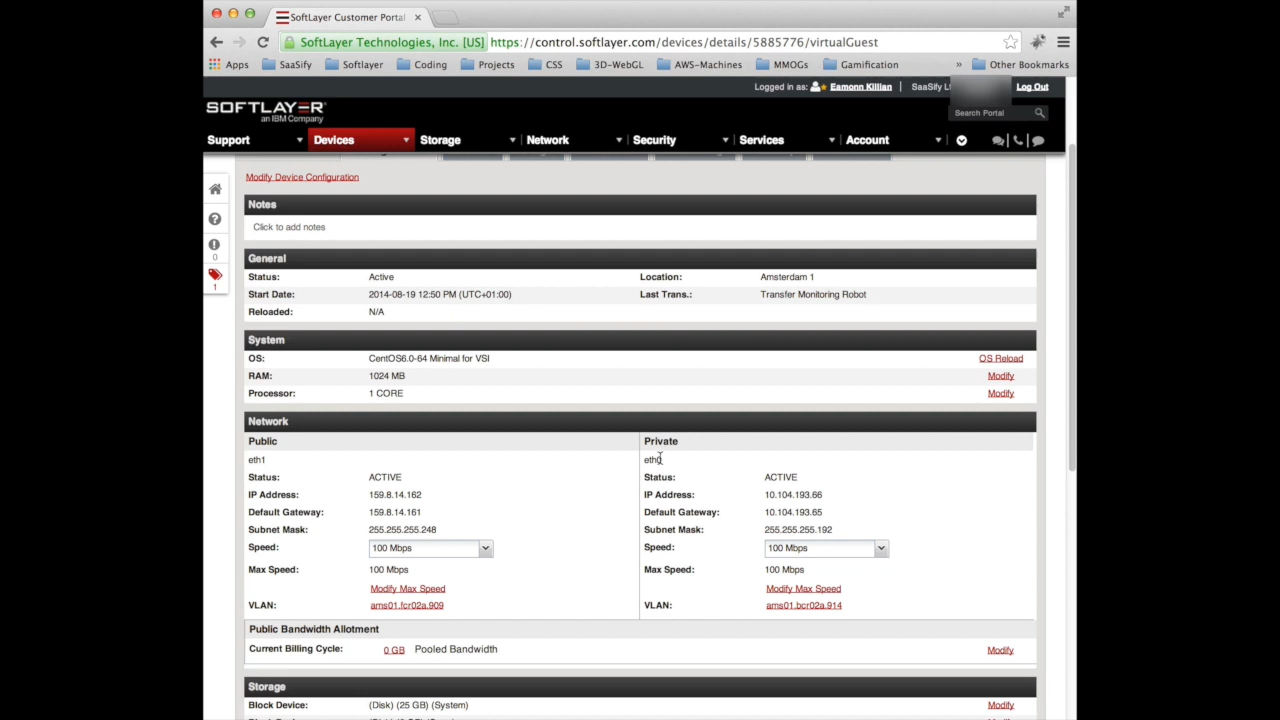 SoftLayer Customer Portal
SoftLayer Technologies, Inc. [US] https://control.softlayer.com/devices/details/5885776/virtualGuest
Apps SaaSify Softlayer Coding Projects CSS 3D-WebGL AWS-Machines MMOGs Gamification » Other Bookmarks
Logged in as: Eamonn Killian SaaSify Log Out
SOFTLAYER®
an IBM Company
Search Portal
Support Devices Storage Network Security Services Account
Modify Device Configuration
Notes
0
Click to add notes
1
General
Status: Active Location: Amsterdam 1
Start Date: 2014-08-19 12:50 PM (UTC+01:00) Last Trans.: Transfer Monitoring Robot
Reloaded: N/A
System
OS: CentOS6.0-64 Minimal for VSI OS Reload
RAM: 1024 MB Modify
Processor: 1 CORE Modify
Network
Public Private
eth1 eth0
Status: ACTIVE Status: ACTIVE
IP Address: 159.8.14.162 IP Address: 10.104.193.66
Default Gateway: 159.8.14.161 Default Gateway: 10.104.193.65
Subnet Mask: 255.255.255.248 Subnet Mask: 255.255.255.192
Speed: 100 Mbps Speed: 100 Mbps
Max Speed: 100 Mbps Max Speed: 100 Mbps
Modify Max Speed Modify Max Speed
VLAN: ams01.fcr02a.909 VLAN: ams01.bcr02a.914
Public Bandwidth Allotment
Current Billing Cycle: 0 GB Pooled Bandwidth Modify
Storage
Block Device: (Disk) (25 GB) (System) Modify